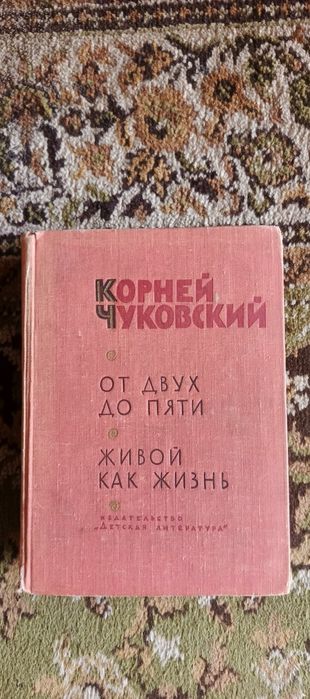 КОРНЕЙ
ЧУКОВСКИЙ
ОТ ДВУХ
ДО ПЯТИ
ЖИВОЙ
КАК ЖИЗНЬ
ИЗДАТЕЛЬСТВО
„ДЕТСКАЯ ЛИТЕРАТУРА"